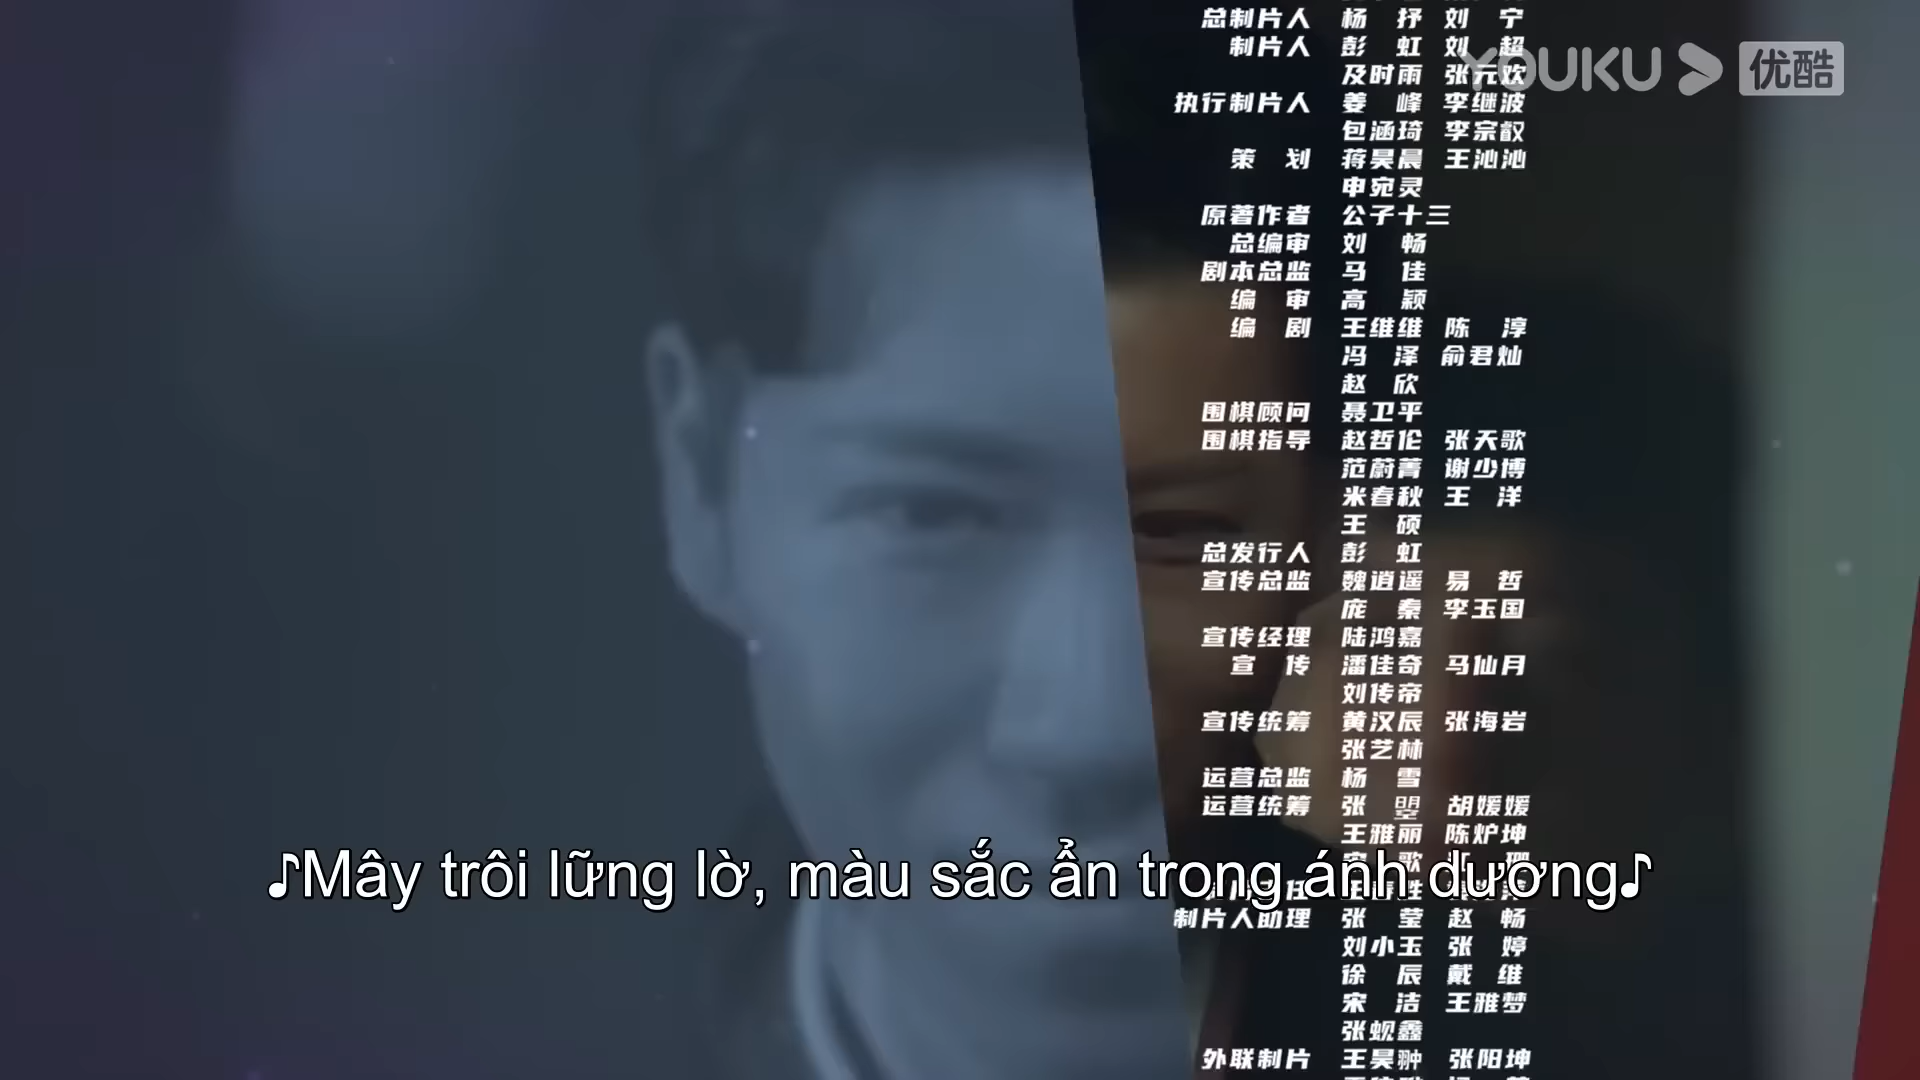 总制片人 杨 抒 刘 宁
制片人 彭 虹 刘 超
YOUKU 优酷
及时雨 张元欢
执行制片人 姜 峰 李继波
包涵琦 李宗叡
策 划 蒋昊晨 王沁沁
申宛灵
原著作者 公子十三
总编审 刘 畅
剧本总监 马 佳
编 审 高 颖
编 剧 王维维 陈 淳
冯 泽 俞君灿
赵 欣
围棋顾问 聂卫平
围棋指导 赵哲伦 张天歌
范蔚菁 谢少博
米春秋 王 洋
王 硕
总发行人 彭 虹
宣传总监 魏逍遥 易 哲
庞 秦 李玉国
宣传经理 陆鸿嘉
宣 传 潘佳奇 马仙月
刘传帝
宣传统筹 黄汉辰 张海岩
张艺林
运营总监 杨 雪
运营统筹 张 曌 胡媛媛
王雅丽 陈炉坤
♪Mây trôi lững lờ, màu sắc ẩn trong ánh dương♪
制片人助理 张 莹 赵 畅
刘小玉 张 婷
徐 辰 戴 维
宋 洁 王雅梦
张蚬鑫
外联制片 王昊翀 张阳坤